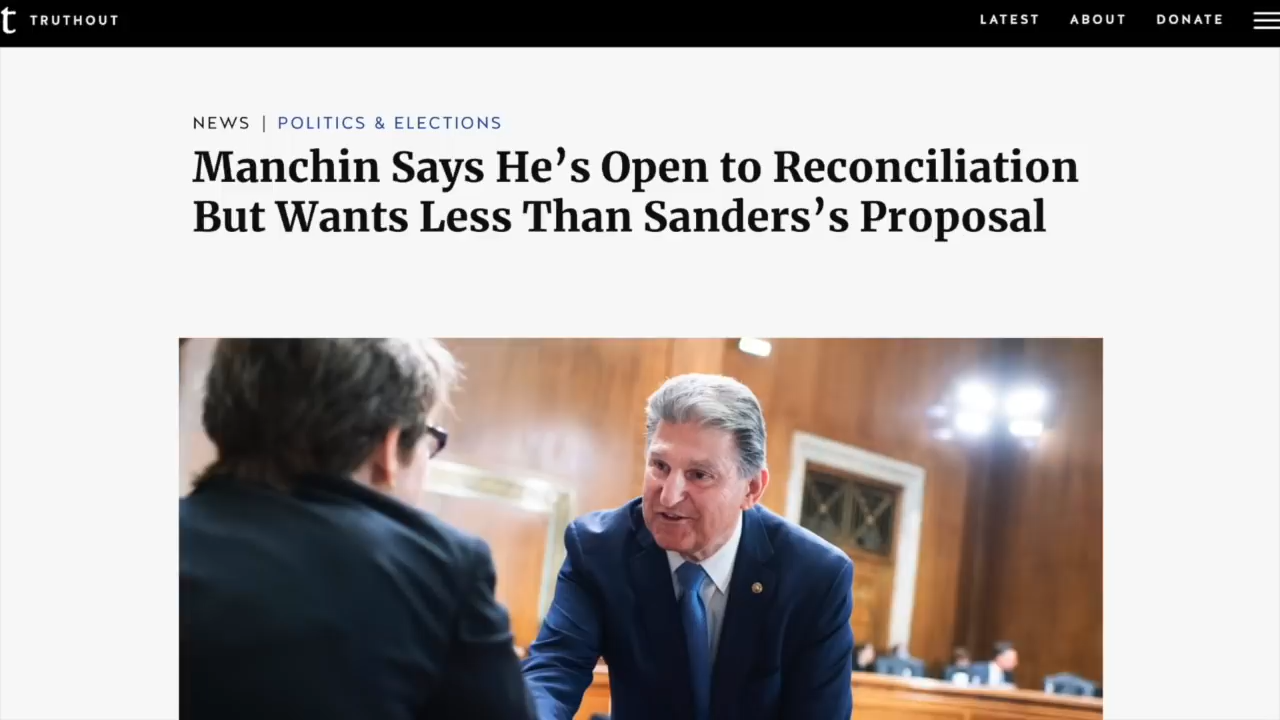 t TRUTHOUT
LATEST ABOUT DONATE
NEWS | POLITICS & ELECTIONS
Manchin Says He’s Open to Reconciliation
But Wants Less Than Sanders’s Proposal